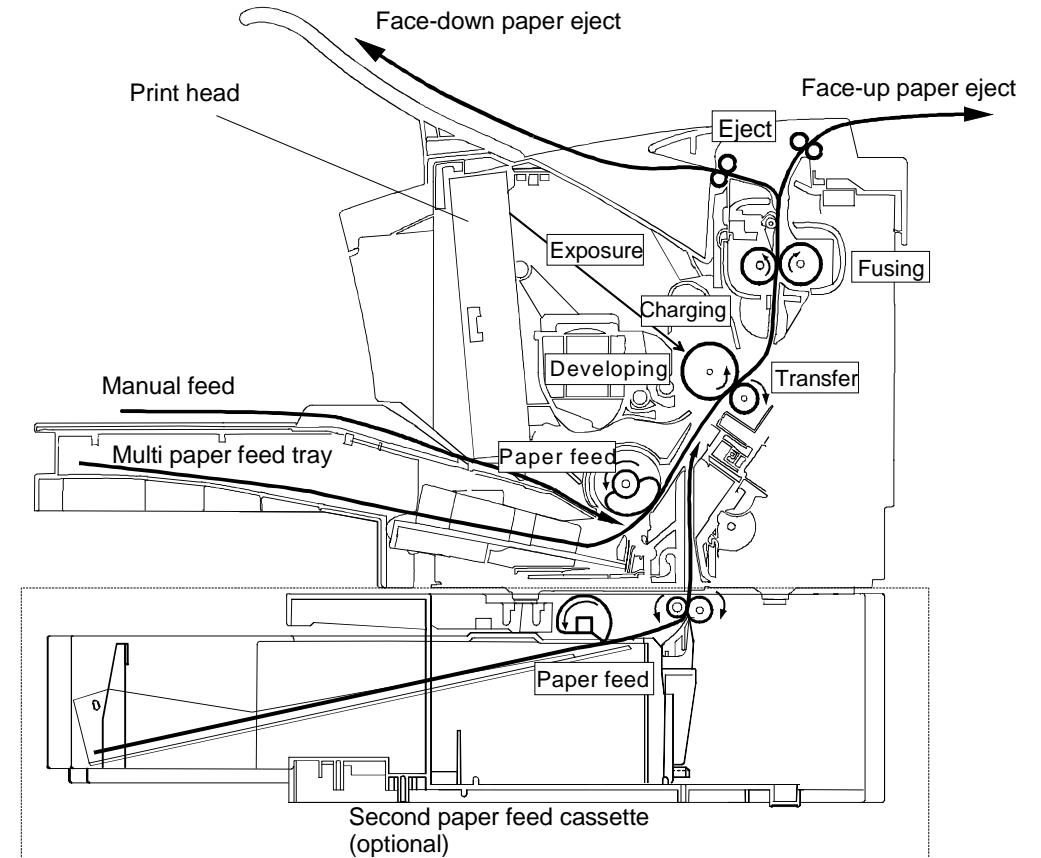 Face-down paper eject
Face-up paper eject
Print head
Eject
Exposure
Fusing
Charging
Developing
Transfer
Manual feed
Multi paper feed tray
Paper feed
Paper feed
Second paper feed cassette
(optional)